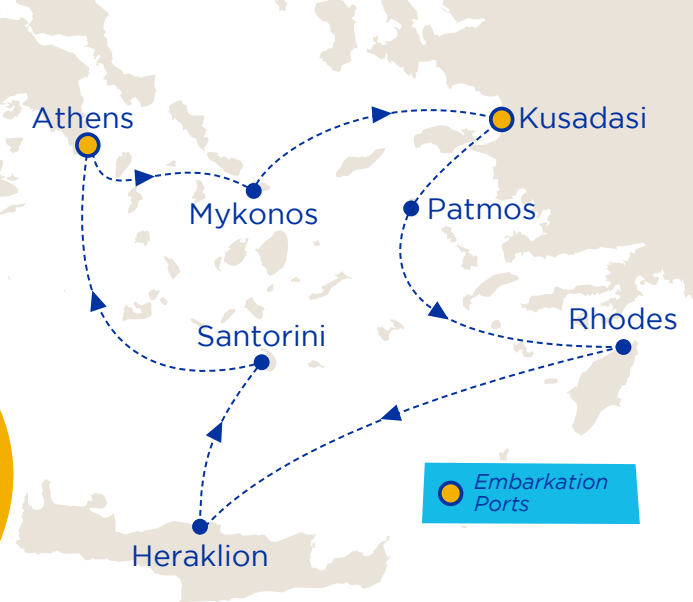 Athens
Kusadasi
Mykonos
Patmos
Rhodes
Santorini
Embarkation
Ports
Heraklion